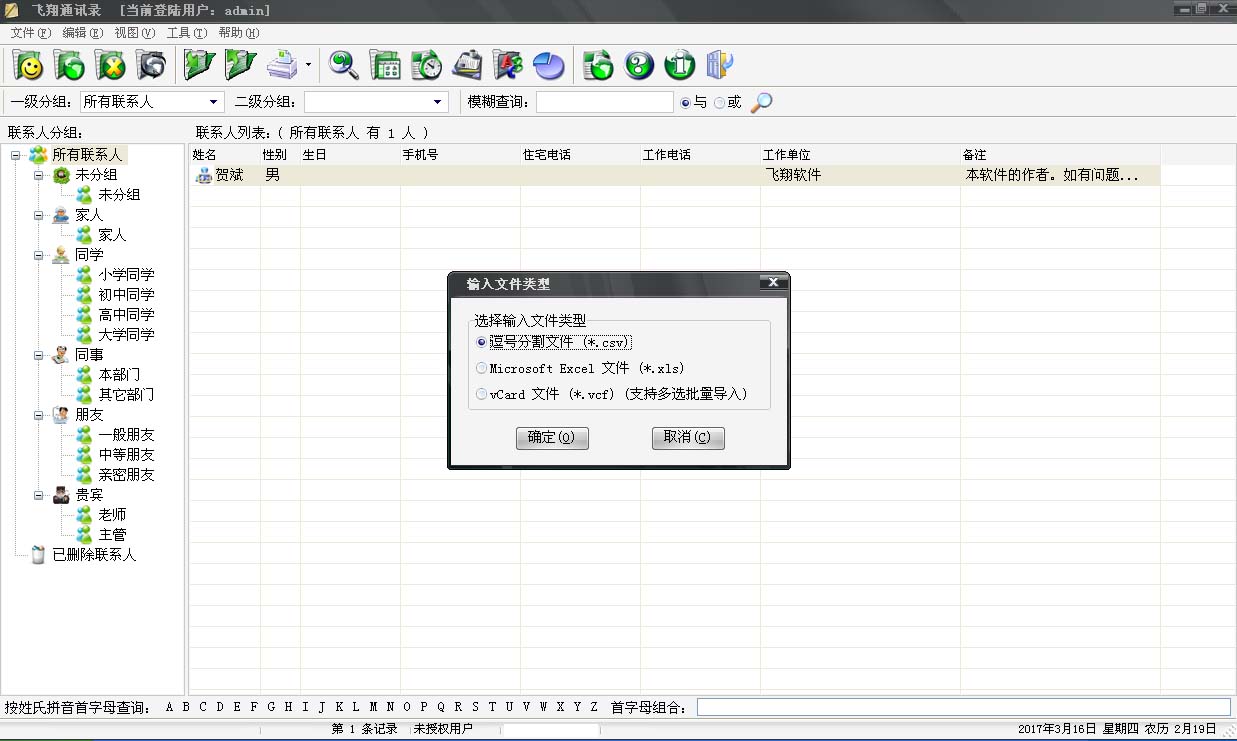 飞翔通讯录 [当前登陆用户: admin]
文件(F) 编辑(E) 视图(V) 工具(T) 帮助(H)
一级分组: 所有联系人 二级分组: 模糊查询: 与 或
联系人分组:
联系人列表:( 所有联系人 有 1 人 )
所有联系人
未分组
未分组
家人
家人
同学
小学同学
初中同学
高中同学
大学同学
同事
本部门
其它部门
朋友
一般朋友
中等朋友
亲密朋友
贵宾
老师
主管
已删除联系人
姓名 性别 生日 手机号 住宅电话 工作电话 工作单位 备注
贺斌 男 飞翔软件 本软件的作者。如有问题...
输入文件类型
选择输入文件类型
逗号分割文件 (*.csv)
Microsoft Excel 文件 (*.xls)
vCard 文件 (*.vcf) (支持多选批量导入)
确定(O) 取消(C)
按姓氏拼音首字母查询: A B C D E F G H I J K L M N O P Q R S T U V W X Y Z 首字母组合:
第 1 条记录 未授权用户 2017年3月16日 星期四 农历 2月19日